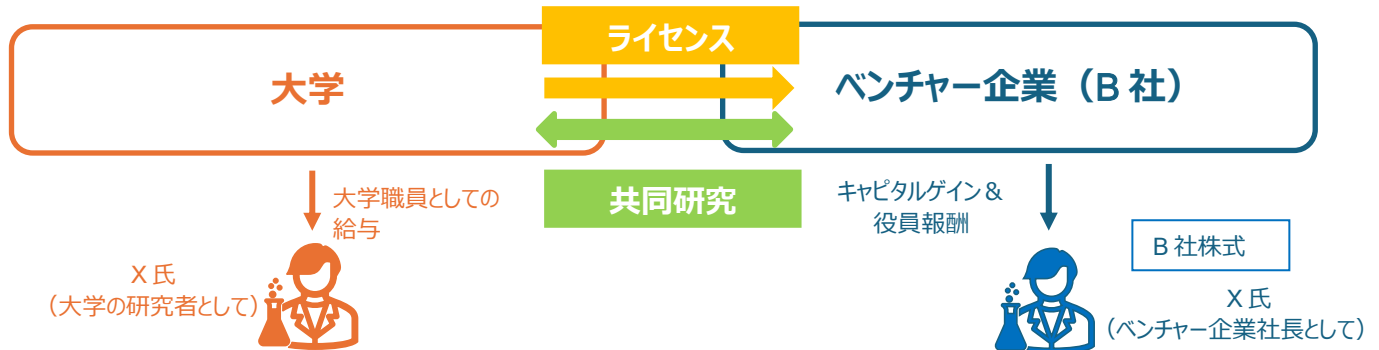 ライセンス
大学
ベンチャー企業（B 社）
共同研究
大学職員としての
給与
キャピタルゲイン＆
役員報酬
B 社株式
X 氏
（大学の研究者として）
X 氏
（ベンチャー企業社長として）